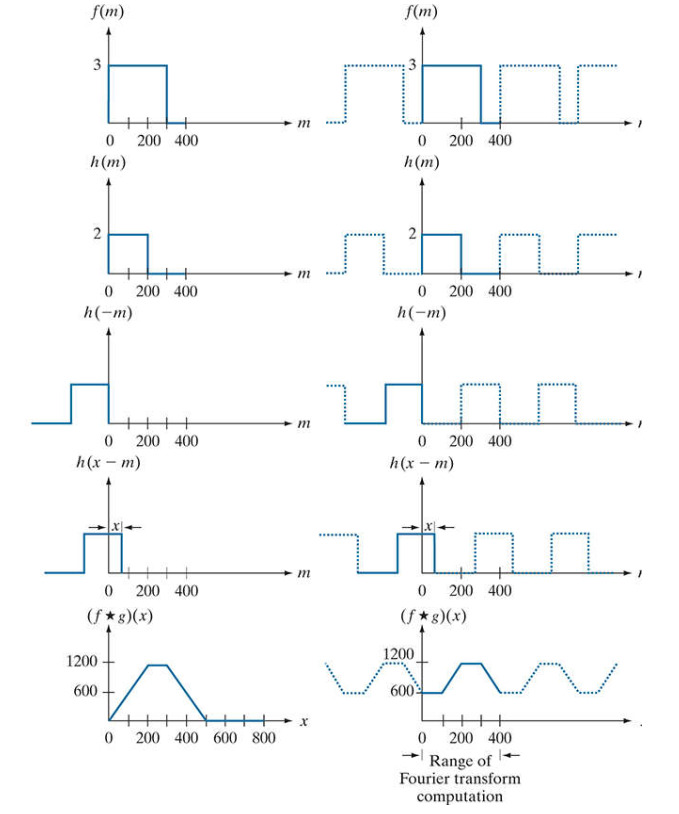 f(m) f(m)
3 3
m
0 200 400 0 200 400
h(m) h(m)
2 2
m
0 200 400 0 200 400
h(−m) h(−m)
m
0 200 400 0 200 400
h(x − m) h(x − m)
x x
m
0 200 400 0 200 400
(f ★ g)(x) (f ★ g)(x)
1200 1200
600 600
x
0 200 400 600 800 0 200 400
Range of
Fourier transform
computation